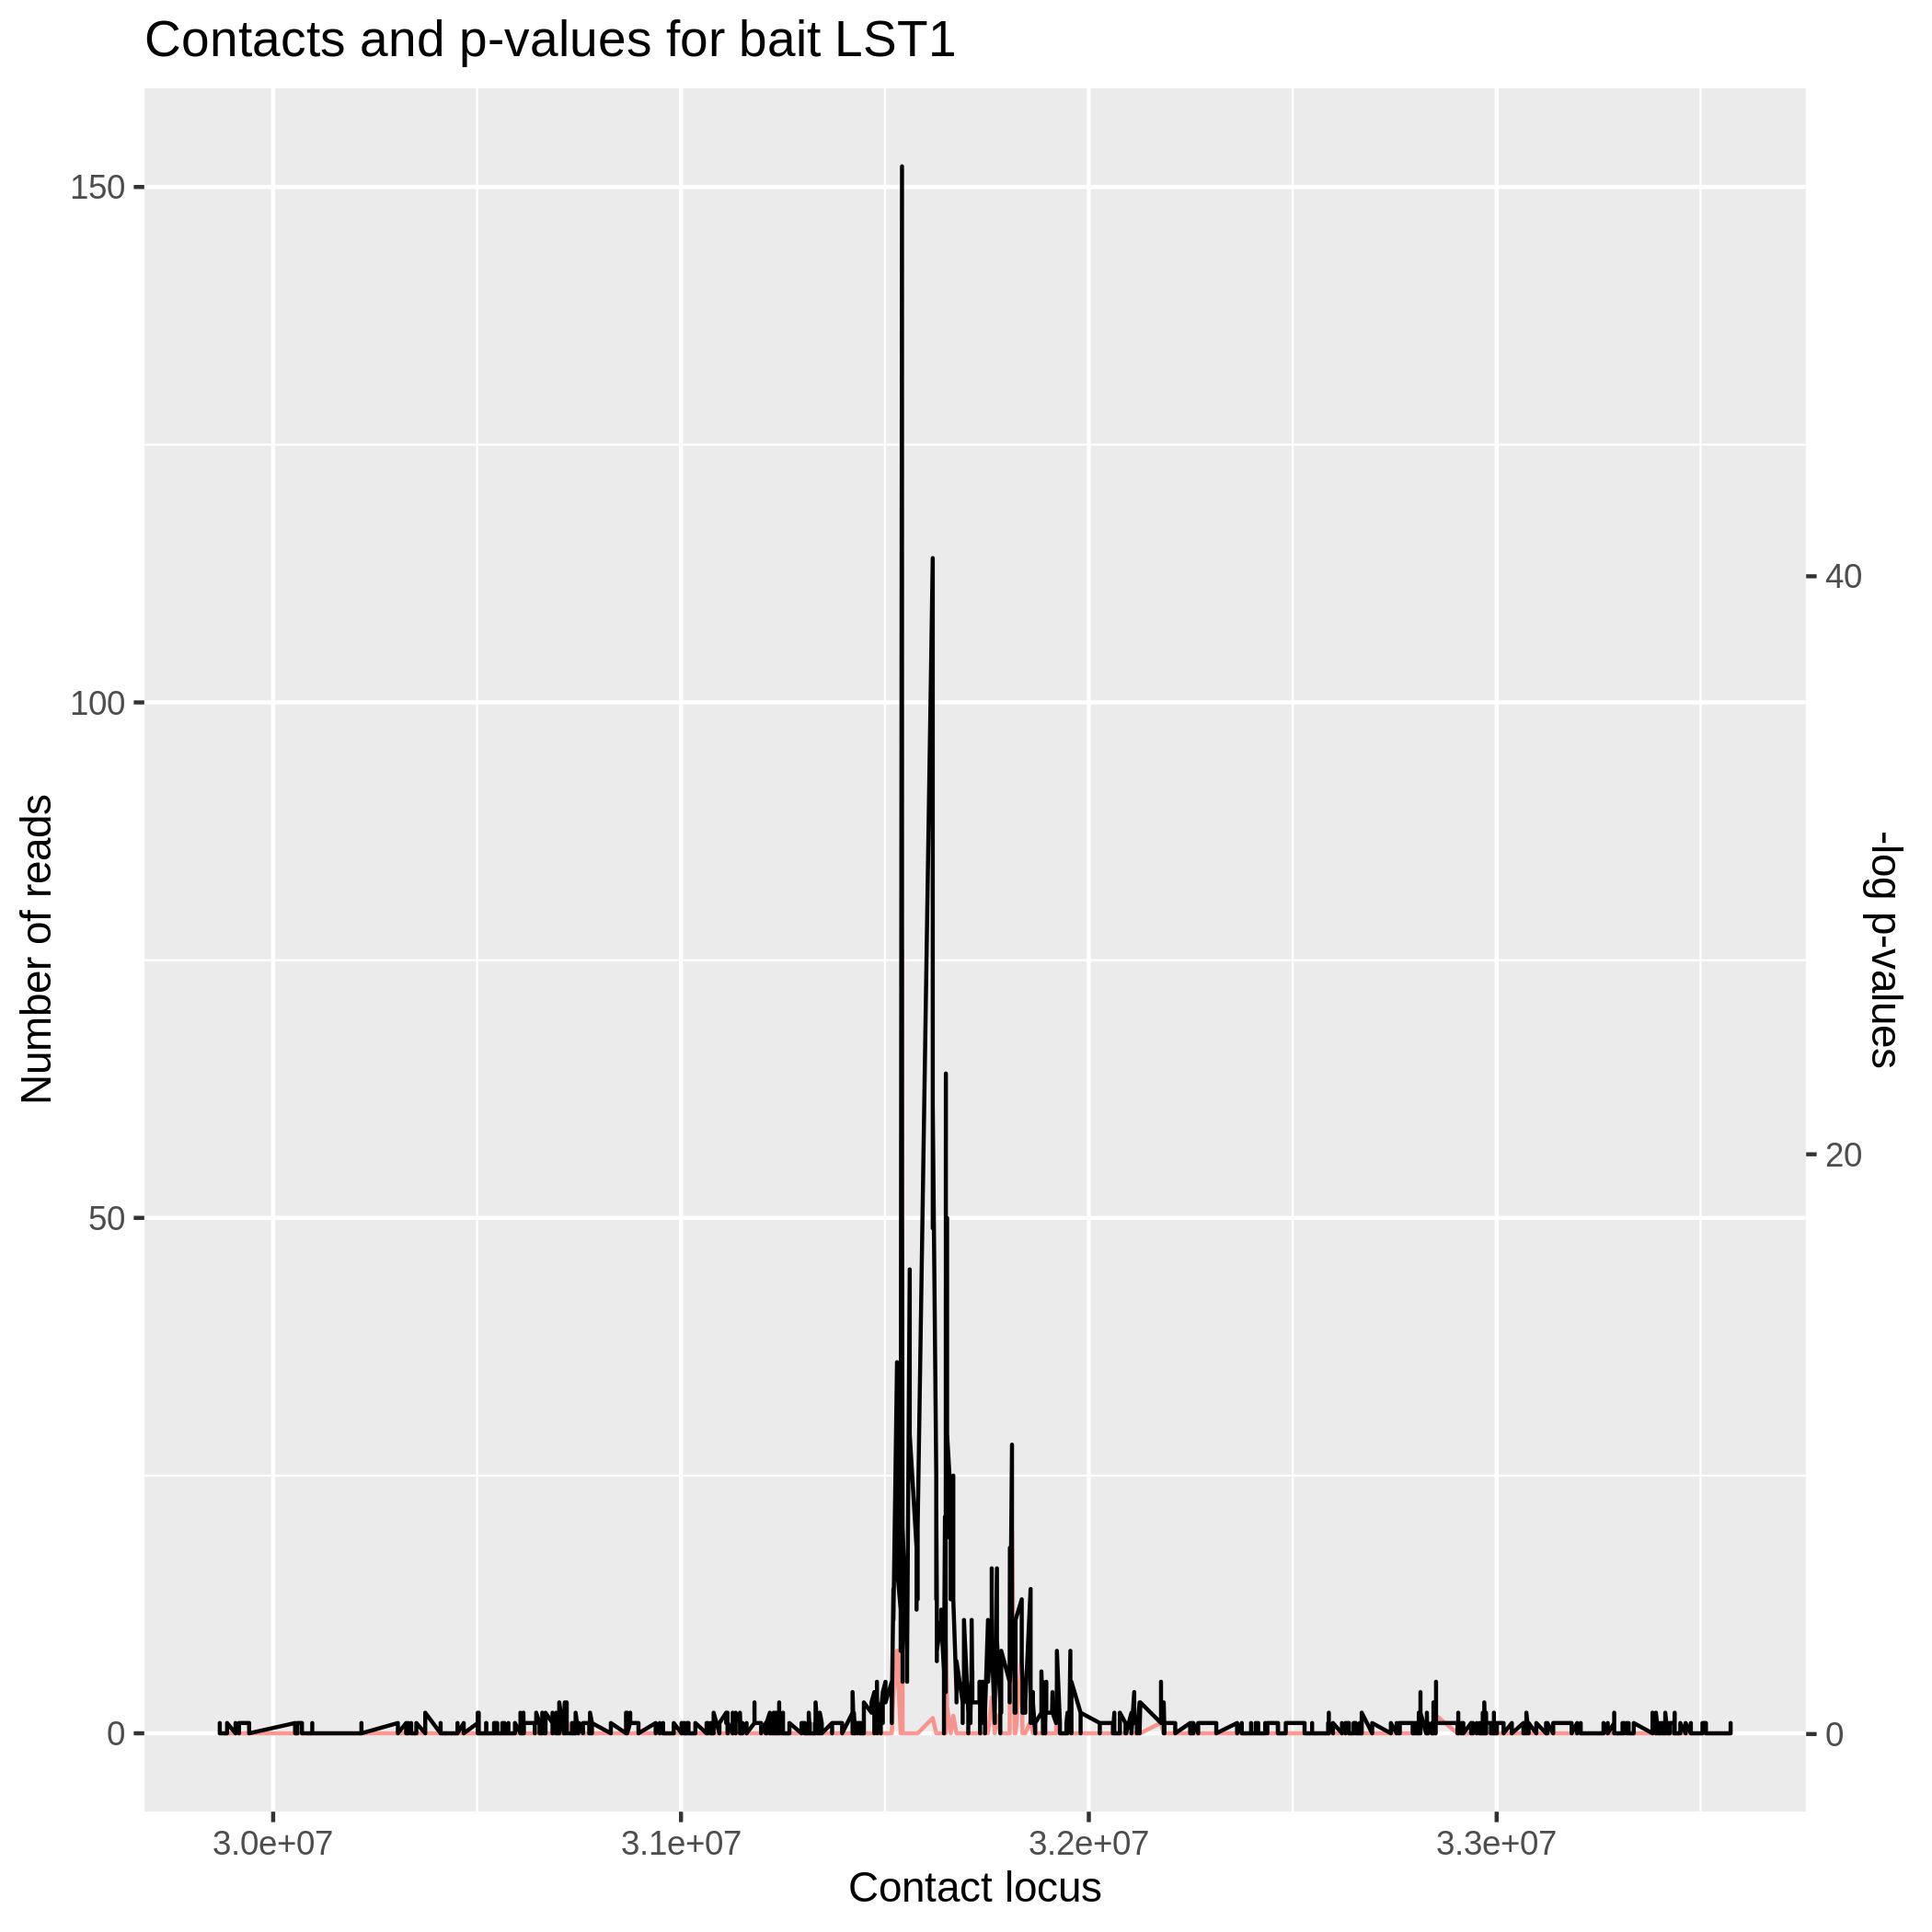 Contacts and p-values for bait LST1
150
100
50
0
Number of reads
40
20
0
-log p-values
3.0e+07
3.1e+07
3.2e+07
3.3e+07
Contact locus